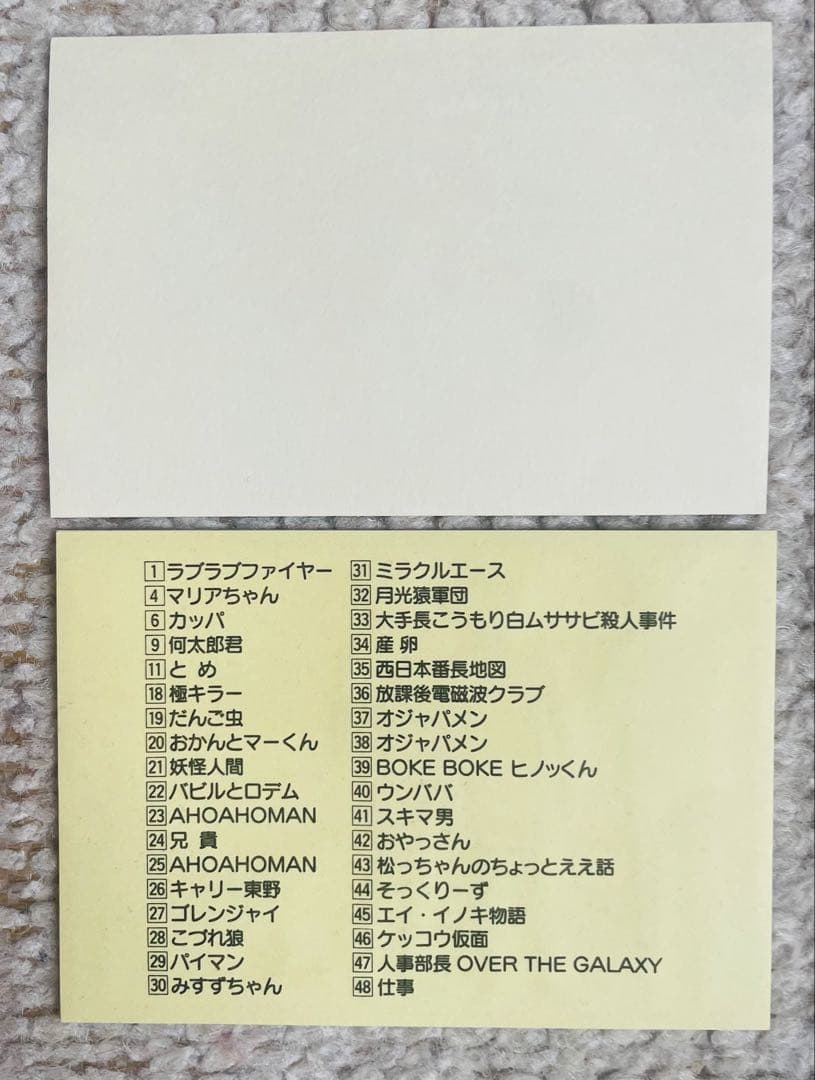 1 ラブラブファイヤー
4 マリアちゃん
6 カッパ
9 何太郎君
11 とめ
18 極キラー
19 だんご虫
20 おかんとマーくん
21 妖怪人間
22 バビルとロデム
23 AHOAHOMAN
24 兄貴
25 AHOAHOMAN
26 キャリー東野
27 ゴレンジャイ
28 こづれ狼
29 パイマン
30 みすずちゃん
31 ミラクルエース
32 月光猿軍団
33 大手長こうもり白ムササビ殺人事件
34 産卵
35 西日本番長地図
36 放課後電磁波クラブ
37 オジャパメン
38 オジャパメン
39 BOKE BOKE ヒノッくん
40 ウンババ
41 スキマ男
42 おやっさん
43 松っちゃんのちょっとええ話
44 そっくりーず
45 エイ・イノキ物語
46 ケッコウ仮面
47 人事部長 OVER THE GALAXY
48 仕事